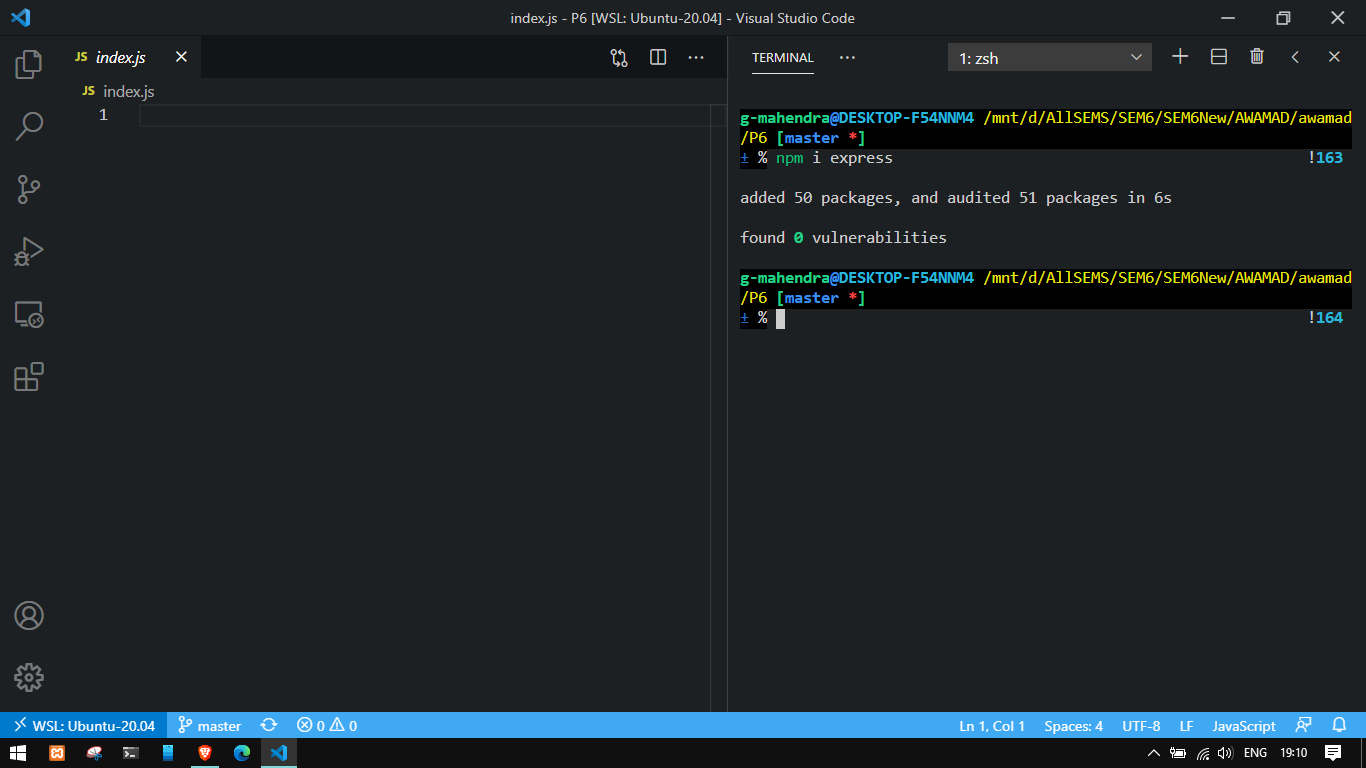 index.js - P6 [WSL: Ubuntu-20.04] - Visual Studio Code
JS index.js
JS index.js
1
TERMINAL
1: zsh
g-mahendra@DESKTOP-F54NNM4 /mnt/d/AllSEMS/SEM6/SEM6New/AWAMAD/awamad
/P6 [master *]
± % npm i express !163
added 50 packages, and audited 51 packages in 6s
found 0 vulnerabilities
g-mahendra@DESKTOP-F54NNM4 /mnt/d/AllSEMS/SEM6/SEM6New/AWAMAD/awamad
/P6 [master *]
± % !164
WSL: Ubuntu-20.04 master 0 0 Ln 1, Col 1 Spaces: 4 UTF-8 LF JavaScript
ENG 19:10